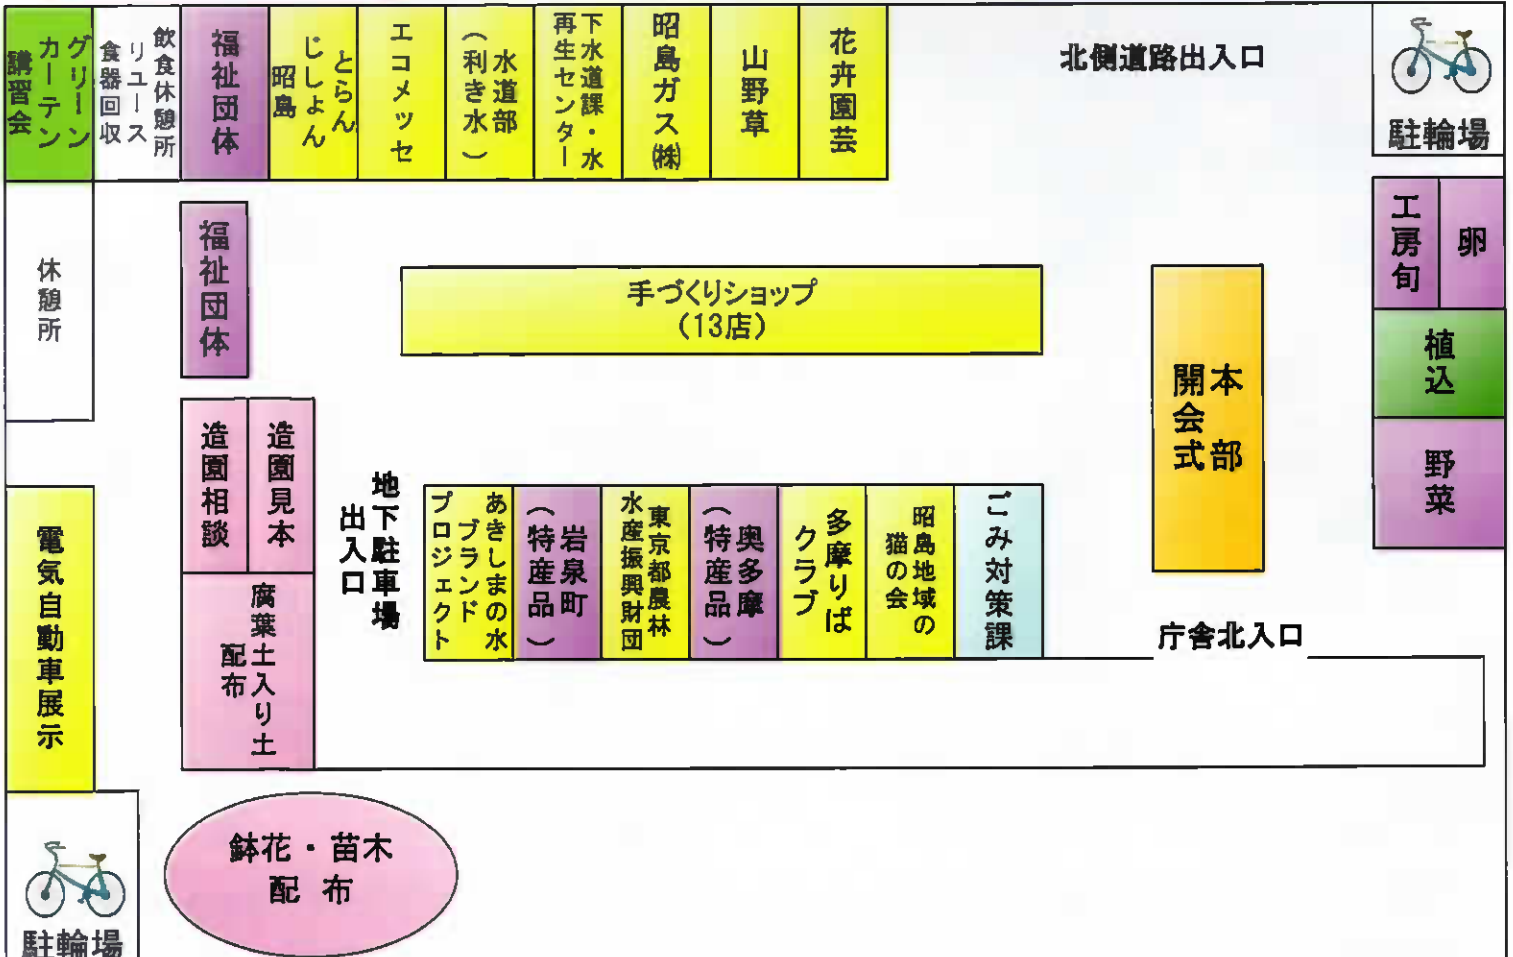 グリーン
カーテン
講習会
飲食休憩所
リユース
食器回収
福祉団体
とらん
じしょん
昭島
エコメッセ
水道部
（利き水）
下水道課・水
再生センター
昭島ガス㈱
山野草
花卉園芸
北側道路出入口
駐輪場
休憩所
福祉団体
手づくりショップ
（13店）
本部
開会式
工房旬
卵
植込
野菜
造園相談
造園見本
地下駐車場
出入口
あきしまの水
ブランド
プロジェクト
岩泉町
（特産品）
東京都農林
水産振興財団
奥多摩
（特産品）
多摩りば
クラブ
昭島地域の
猫の会
ごみ対策課
庁舎北入口
電気自動車展示
腐葉土入り土
配布
鉢花・苗木
配布
駐輪場